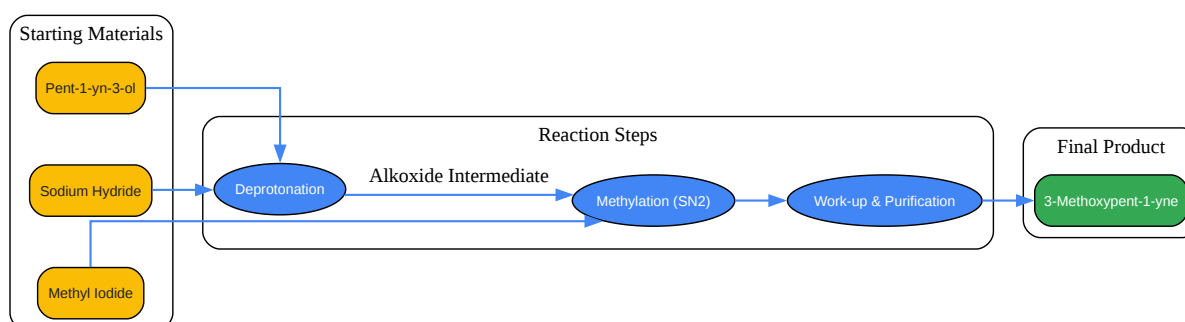 Starting Materials
Pent-1-yn-3-ol
Sodium Hydride
Methyl Iodide
Reaction Steps
Deprotonation
Alkoxide Intermediate
Methylation (SN2)
Work-up & Purification
Final Product
3-Methoxypent-1-yne